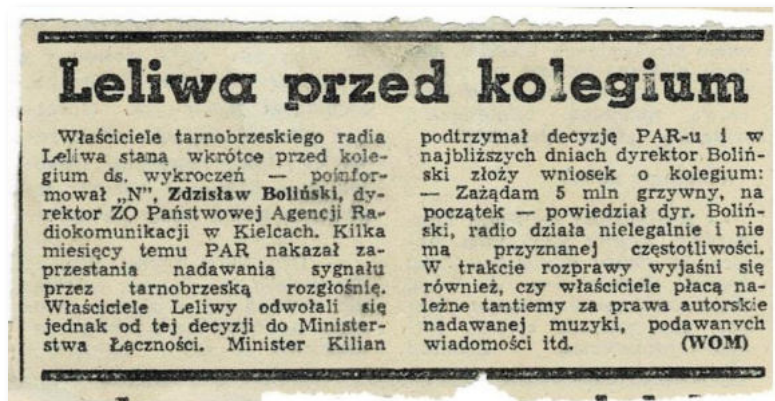 Leliwa przed kolegium
Właściciele tarnobrzeskiego radia
Leliwa staną wkrótce przed kole-
gium ds. wykroczeń — poinfor-
mował „N", Zdzisław Boliński, dy-
rektor ZO Państwowej Agencji Ra-
diokomunikacji w Kielcach. Kilka
miesięcy temu PAR nakazał za-
przestania nadawania sygnału
przez tarnobrzeską rozgłośnię.
Właściciele Leliwy odwołali się
jednak od tej decyzji do Minister-
stwa Łączności. Minister Kilian
podtrzymał decyzję PAR-u i w
najbliższych dniach dyrektor Boliń-
ski złoży wniosek o kolegium:
— Zażądam 5 mln grzywny, na
początek — powiedział dyr. Boliń-
ski, radio działa nielegalnie i nie
ma przyznanej częstotliwości.
W trakcie rozprawy wyjaśni się
również, czy właściciele płacą na-
leżne tantiemy za prawa autorskie
nadawanej muzyki, podawanych
wiadomości itd. (WOM)